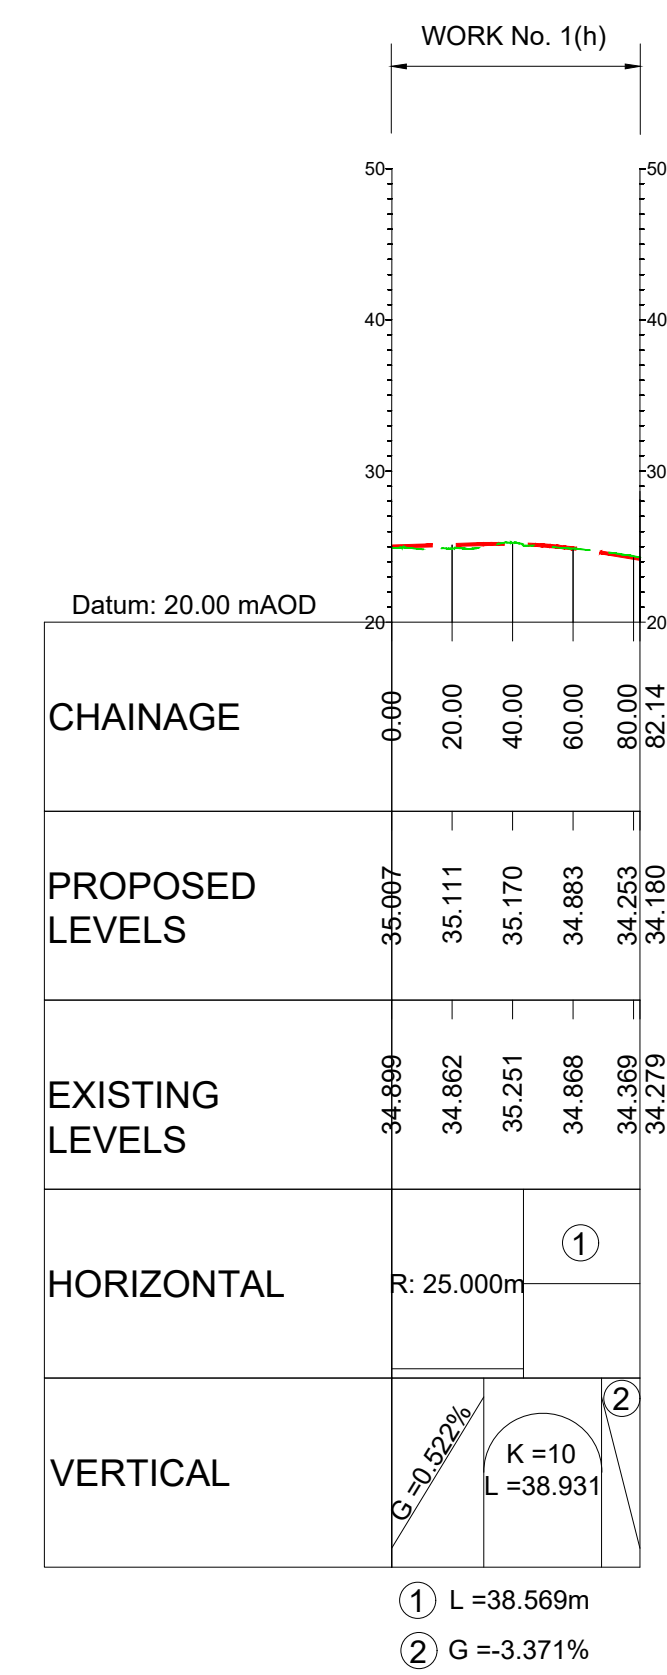 WORK No. 1(h)
50 50
40 40
30 30
Datum: 20.00 mAOD
20 20
CHAINAGE
0.00 20.00 40.00 60.00 80.00 82.14
PROPOSED
LEVELS
35.007 35.111 35.170 34.883 34.253 34.180
EXISTING
LEVELS
34.899 34.862 35.251 34.868 34.369 34.279
HORIZONTAL
R: 25.000m
1
VERTICAL
G =0.522%
K =10
L =38.931
2
1 L =38.569m
2 G =-3.371%